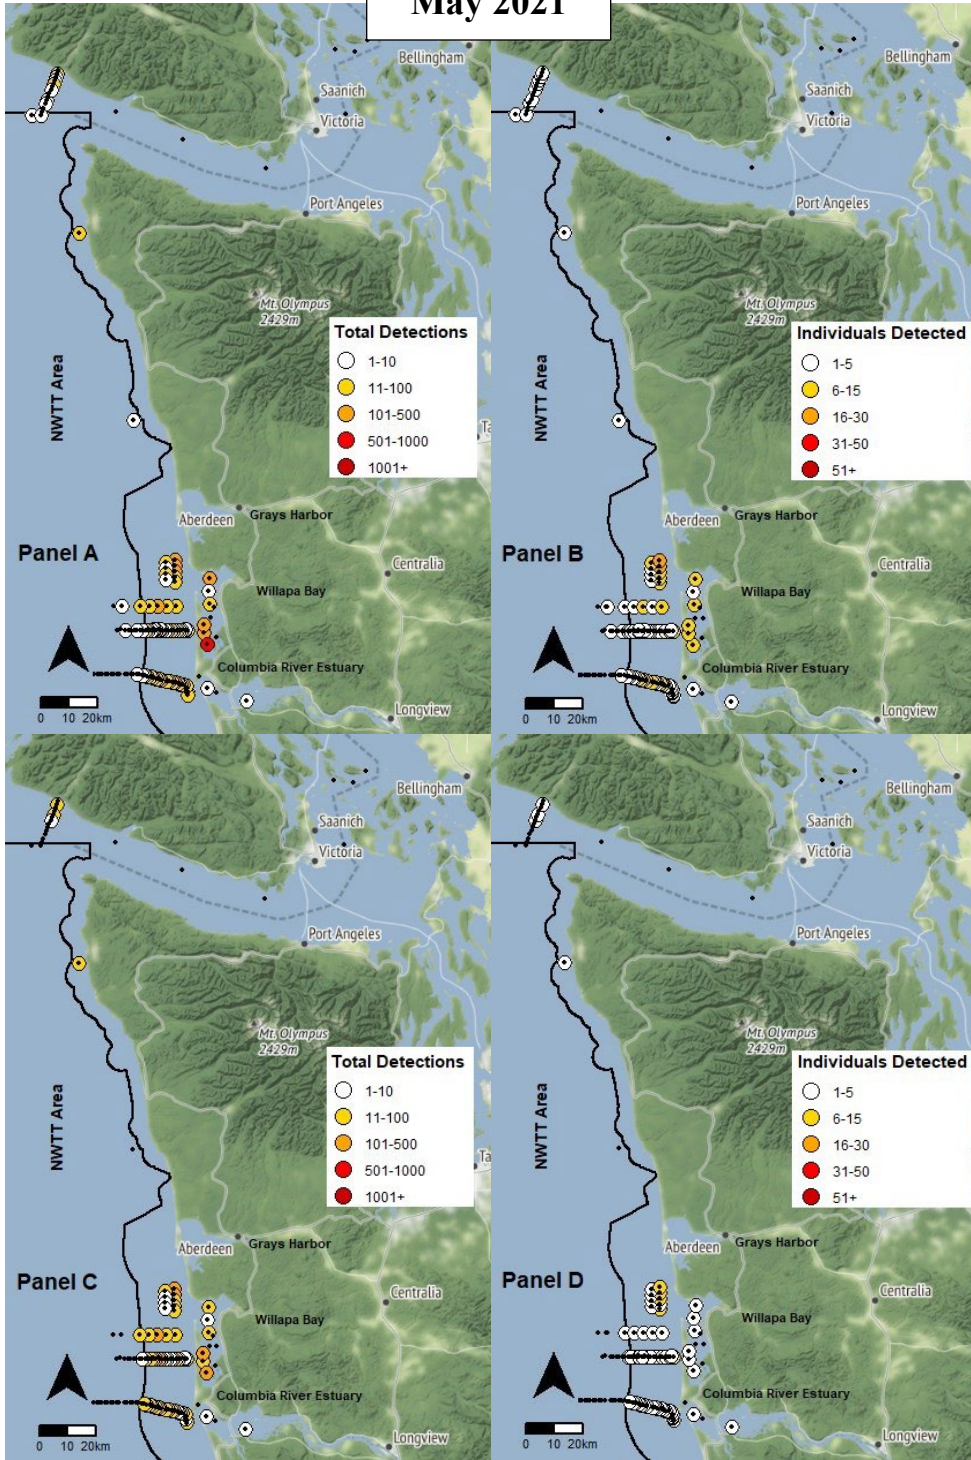 May 2021
Bellingham
Saanich
Victoria
Port Angeles
Mt. Olympus
2429m
Total Detections
1-10
11-100
101-500
501-1000
1001+
NWTT Area
Ta
Aberdeen
Grays Harbor
Panel A
Centralia
Willapa Bay
Columbia River Estuary
0 10 20km
Longview
Bellingham
Saanich
Victoria
Port Angeles
Mt. Olympus
2429m
Individuals Detected
1-5
6-15
16-30
31-50
51+
NWTT Area
Aberdeen
Grays Harbor
Panel B
Centralia
Willapa Bay
Columbia River Estuary
0 10 20km
Longview
Bellingham
Saanich
Victoria
Port Angeles
Mt. Olympus
2429m
Total Detections
1-10
11-100
101-500
501-1000
1001+
NWTT Area
Ta
Aberdeen
Grays Harbor
Panel C
Centralia
Willapa Bay
Columbia River Estuary
0 10 20km
Longview
Bellingham
Saanich
Victoria
Port Angeles
Mt. Olympus
2429m
Individuals Detected
1-5
6-15
16-30
31-50
51+
NWTT Area
Aberdeen
Grays Harbor
Panel D
Centralia
Willapa Bay
Columbia River Estuary
0 10 20km
Longview